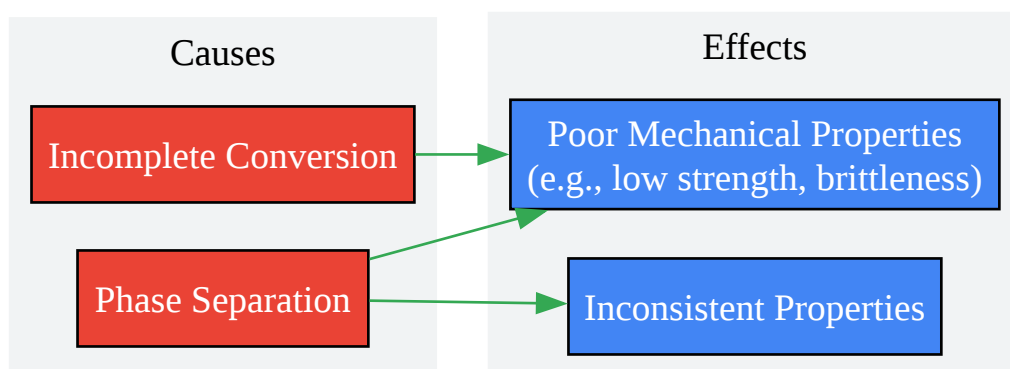 Causes
Incomplete Conversion
Phase Separation
Effects
Poor Mechanical Properties
(e.g., low strength, brittleness)
Inconsistent Properties